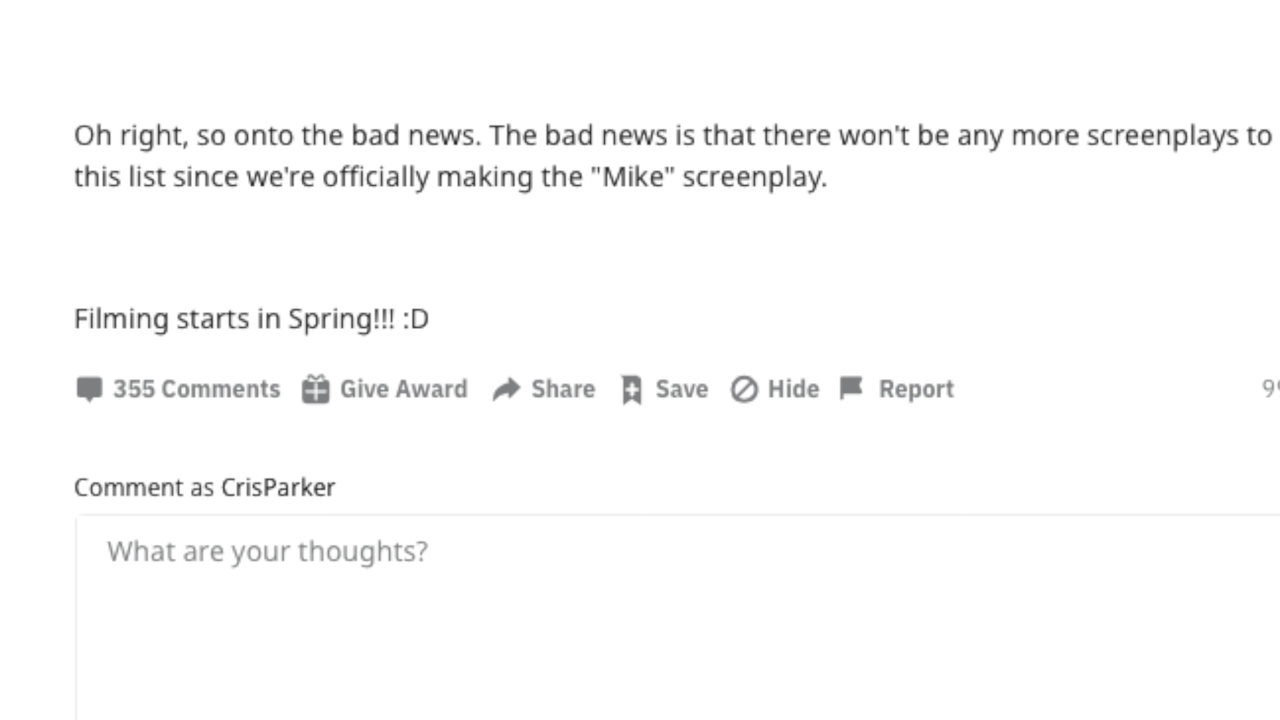 Oh right, so onto the bad news. The bad news is that there won't be any more screenplays to
this list since we're officially making the "Mike" screenplay.
Filming starts in Spring!!! :D
355 Comments Give Award Share Save Hide Report
Comment as CrisParker
What are your thoughts?